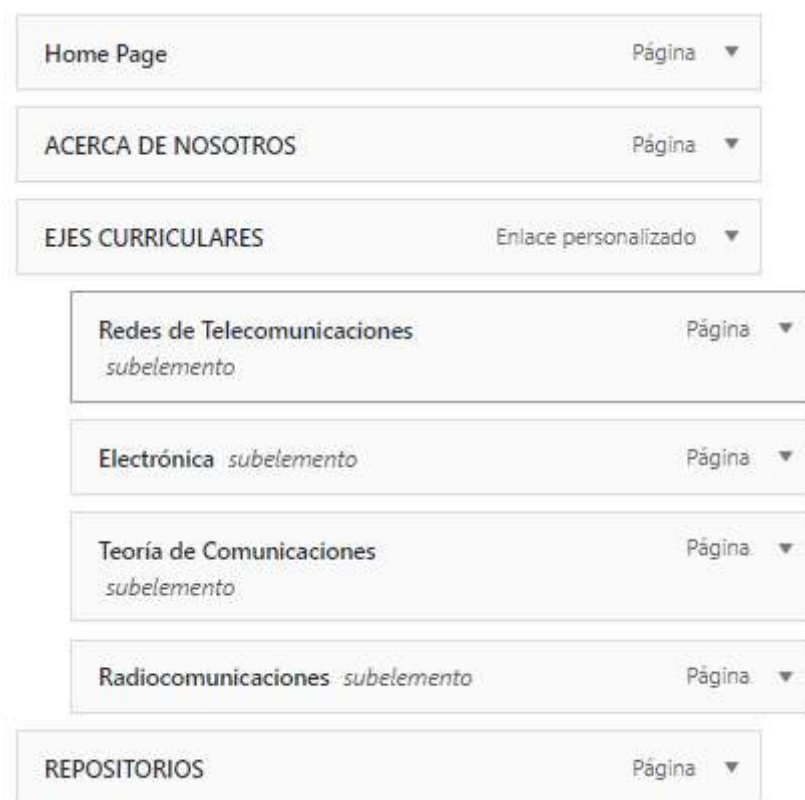 Home Page Página
ACERCA DE NOSOTROS Página
EJES CURRICULARES Enlace personalizado
Redes de Telecomunicaciones Página
subelemento
Electrónica subelemento Página
Teoría de Comunicaciones Página
subelemento
Radiocomunicaciones subelemento Página
REPOSITORIOS Página